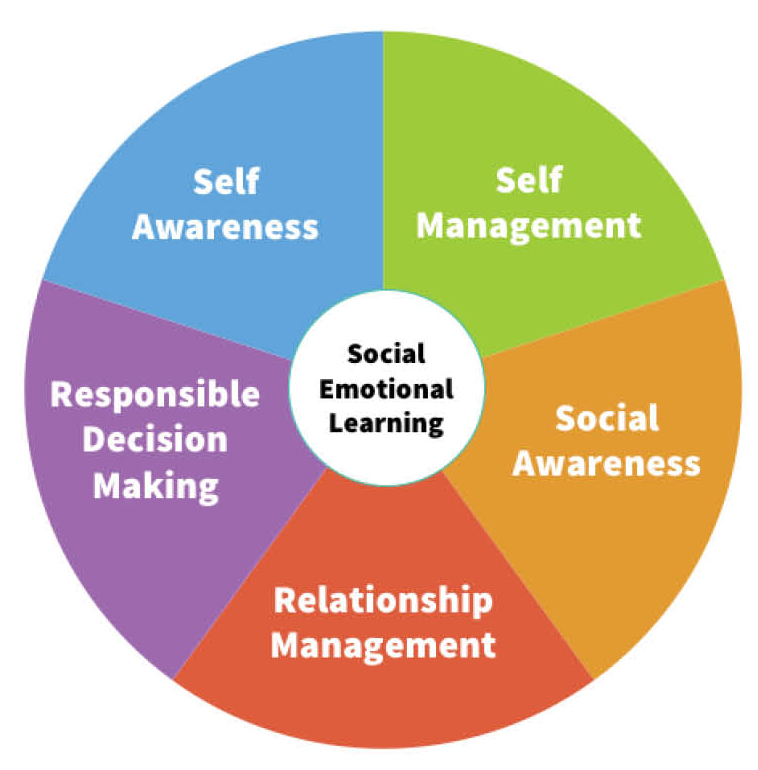 Self
Awareness
Self
Management
Social
Emotional
Learning
Responsible
Decision
Making
Social
Awareness
Relationship
Management